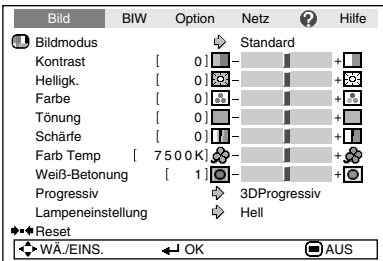 Bild BIW Option Netz ? Hilfe
Bildmodus Standard
Kontrast [ 0] - +
Helligk. [ 0] - +
Farbe [ 0] - +
Tönung [ 0] - +
Schärfe [ 0] - +
Farb Temp [ 7500K] - +
Weiß-Betonung [ 1] - +
Progressiv 3DProgressiv
Lampeneinstellung Hell
Reset
WÄ./EINS. OK AUS